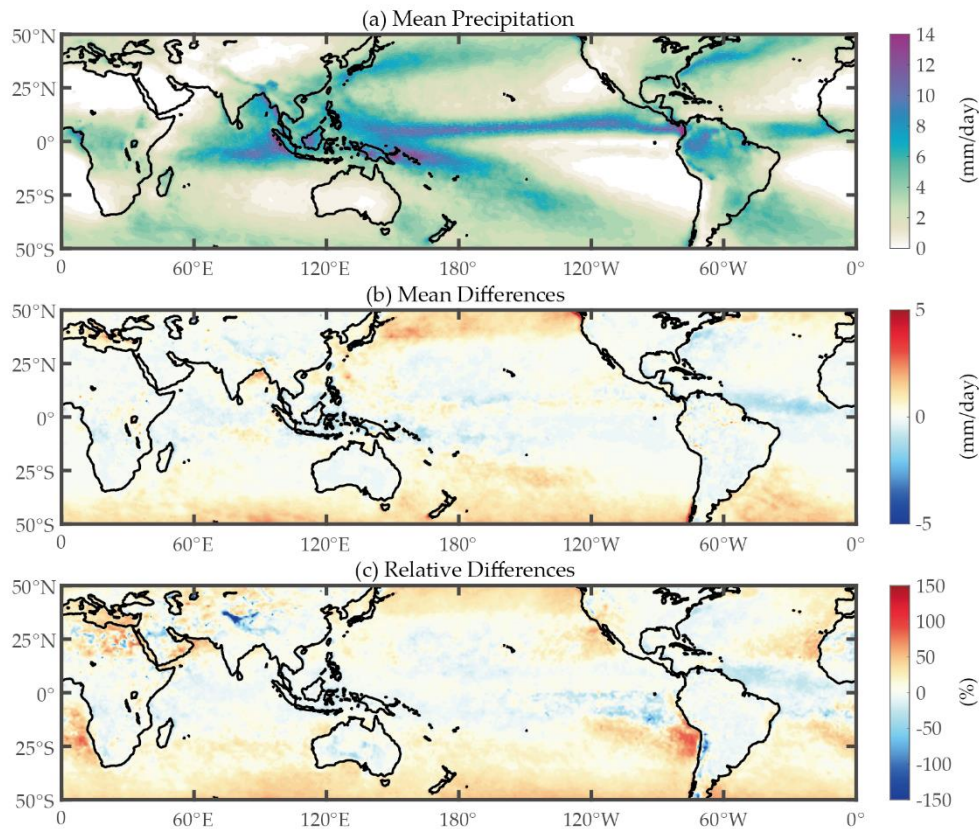 (a) Mean Precipitation
50°N
25°N
0°
25°S
50°S
0 60°E 120°E 180° 120°W 60°W 0°
14
12
10
8
6
4
2
0
(mm/day)
(b) Mean Differences
50°N
25°N
0°
25°S
50°S
0 60°E 120°E 180° 120°W 60°W 0°
5
0
-5
(mm/day)
(c) Relative Differences
50°N
25°N
0°
25°S
50°S
0 60°E 120°E 180° 120°W 60°W 0°
150
100
50
0
-50
-100
-150
(%)